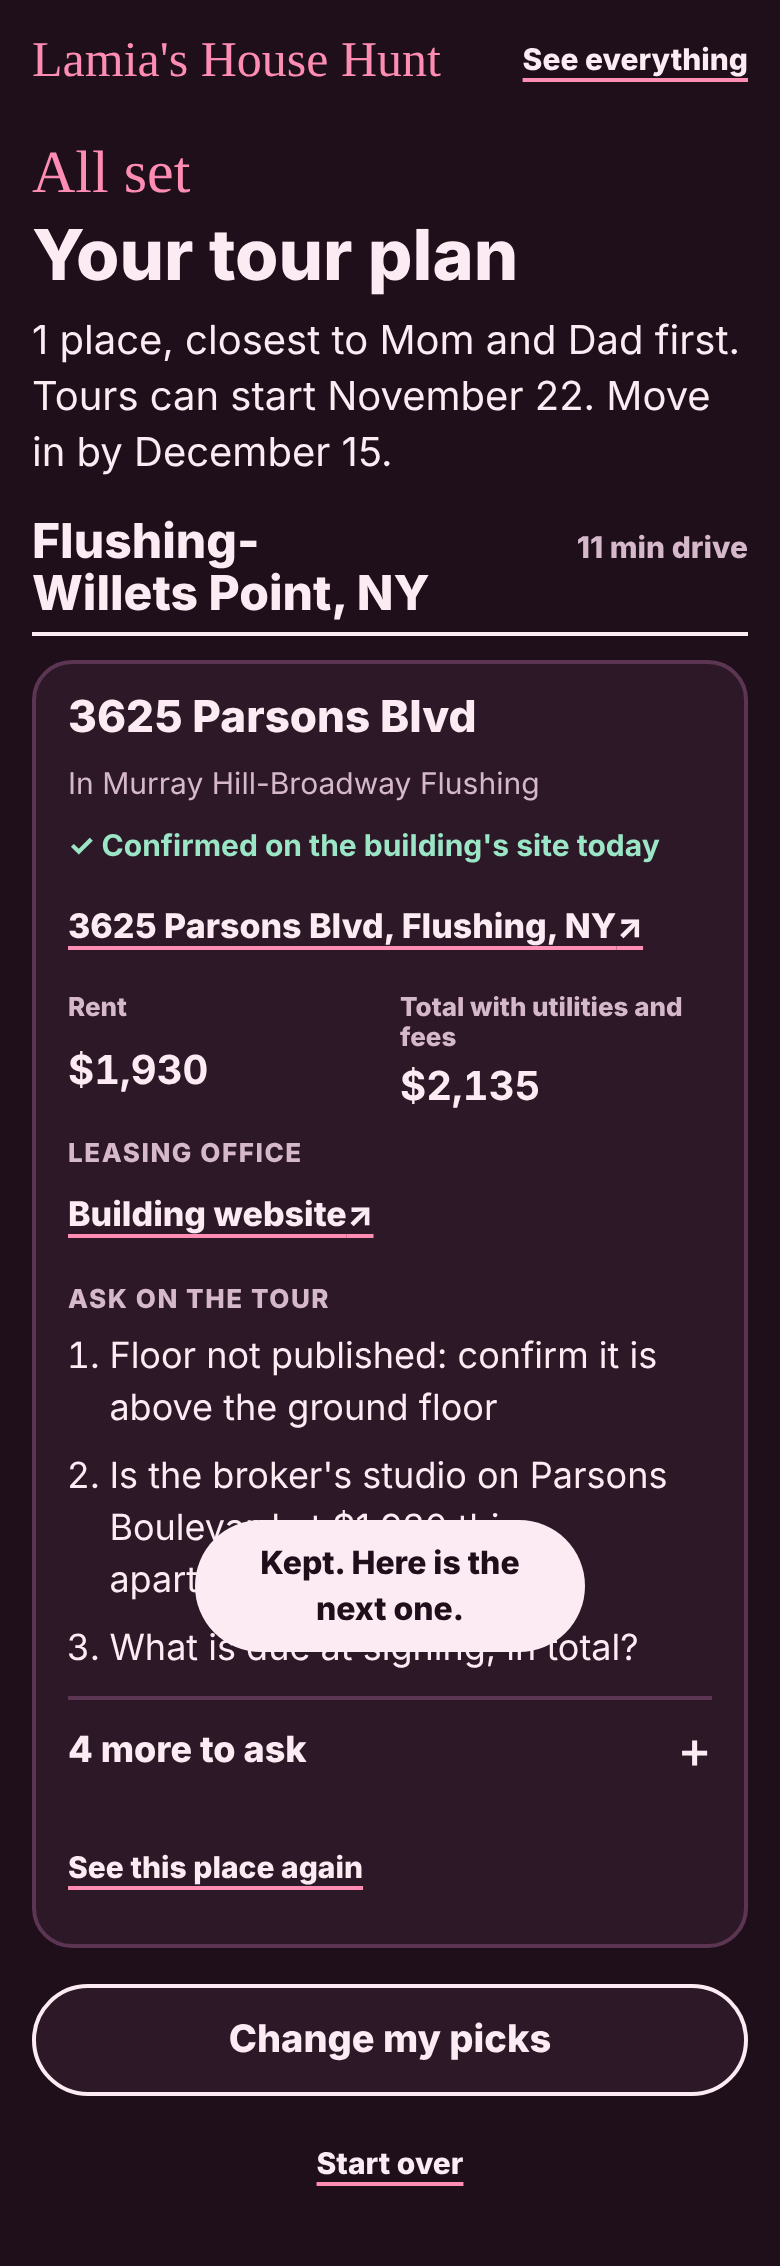 Lamia's House Hunt
See everything
All set
Your tour plan
1 place, closest to Mom and Dad first.
Tours can start November 22. Move
in by December 15.
Flushing-
Willets Point, NY
11 min drive
3625 Parsons Blvd
In Murray Hill-Broadway Flushing
✓ Confirmed on the building's site today
3625 Parsons Blvd, Flushing, NY↗
Rent
$1,930
Total with utilities and
fees
$2,135
LEASING OFFICE
Building website↗
ASK ON THE TOUR
1. Floor not published: confirm it is
above the ground floor
2. Is the broker's studio on Parsons
Kept. Here is the
next one.
3. What is due at signing, in total?
4 more to ask
+
See this place again
Change my picks
Start over